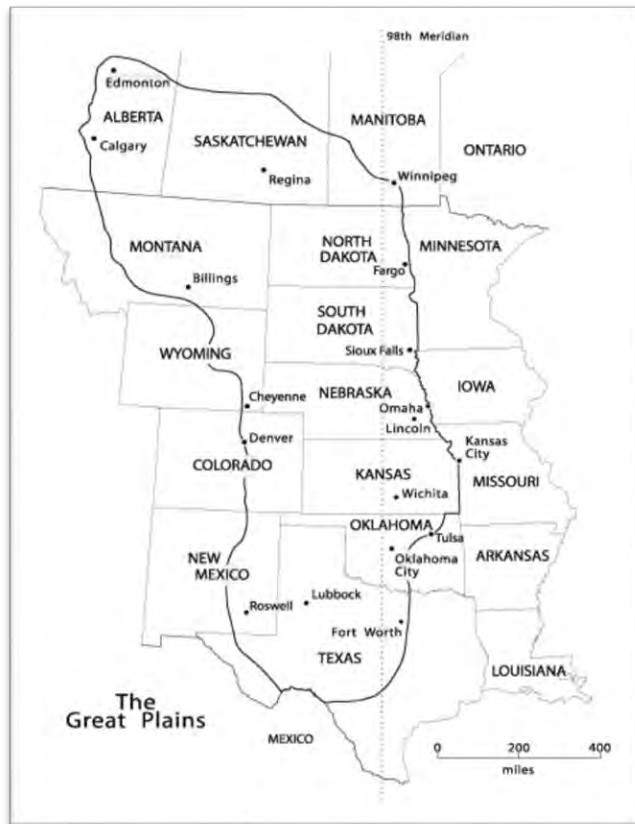 98th Meridian
Edmonton
ALBERTA
MANITOBA
Calgary
SASKATCHEWAN
ONTARIO
Regina
Winnipeg
MONTANA
NORTH
DAKOTA
MINNESOTA
Fargo
Billings
SOUTH
DAKOTA
WYOMING
Sioux Falls
NEBRASKA
IOWA
Cheyenne
Omaha
Lincoln
Denver
Kansas
City
COLORADO
KANSAS
MISSOURI
Wichita
OKLAHOMA
Tulsa
Oklahoma
City
ARKANSAS
NEW
MEXICO
Lubbock
Roswell
Fort Worth
TEXAS
LOUISIANA
The
Great Plains
MEXICO
0 200 400
miles